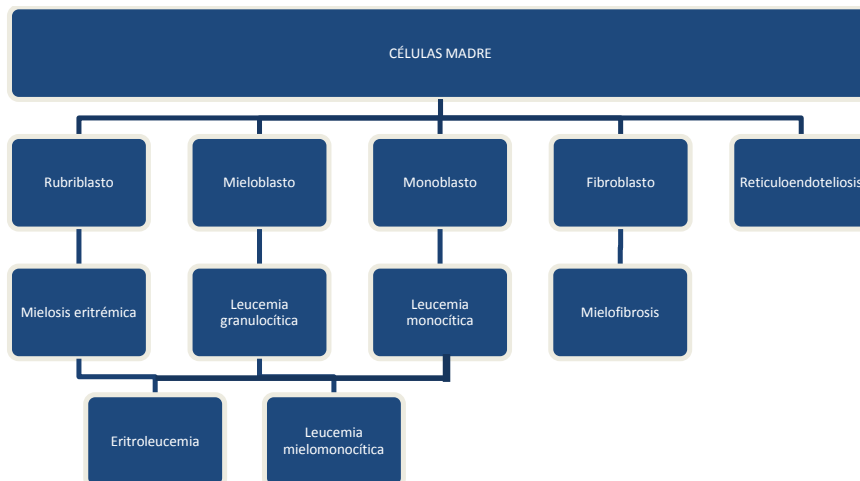 CÉLULAS MADRE
Rubriblasto
Mieloblasto
Monoblasto
Fibroblasto
Reticuloendoteliosis
Mielosis eritrémica
Leucemia
granulocítica
Leucemia
monocítica
Mielofibrosis
Eritroleucemia
Leucemia
mielomonocítica